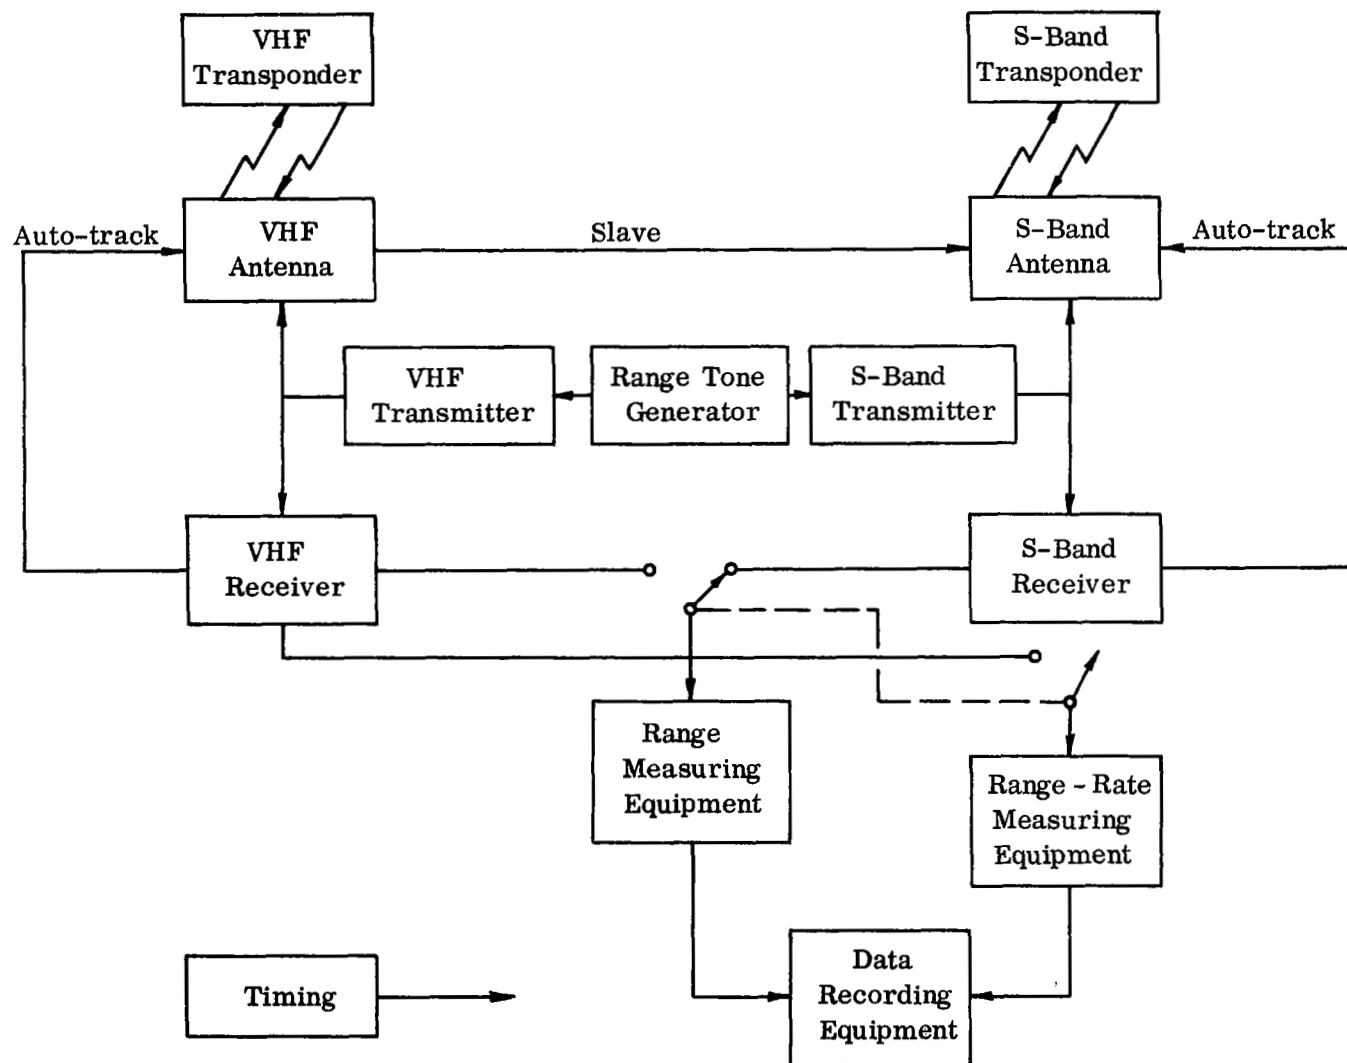 VHF
Transponder
S-Band
Transponder
Auto-track
VHF
Antenna
Slave
S-Band
Antenna
Auto-track
VHF
Transmitter
Range Tone
Generator
S-Band
Transmitter
VHF
Receiver
S-Band
Receiver
Range
Measuring
Equipment
Range - Rate
Measuring
Equipment
Timing
Data
Recording
Equipment